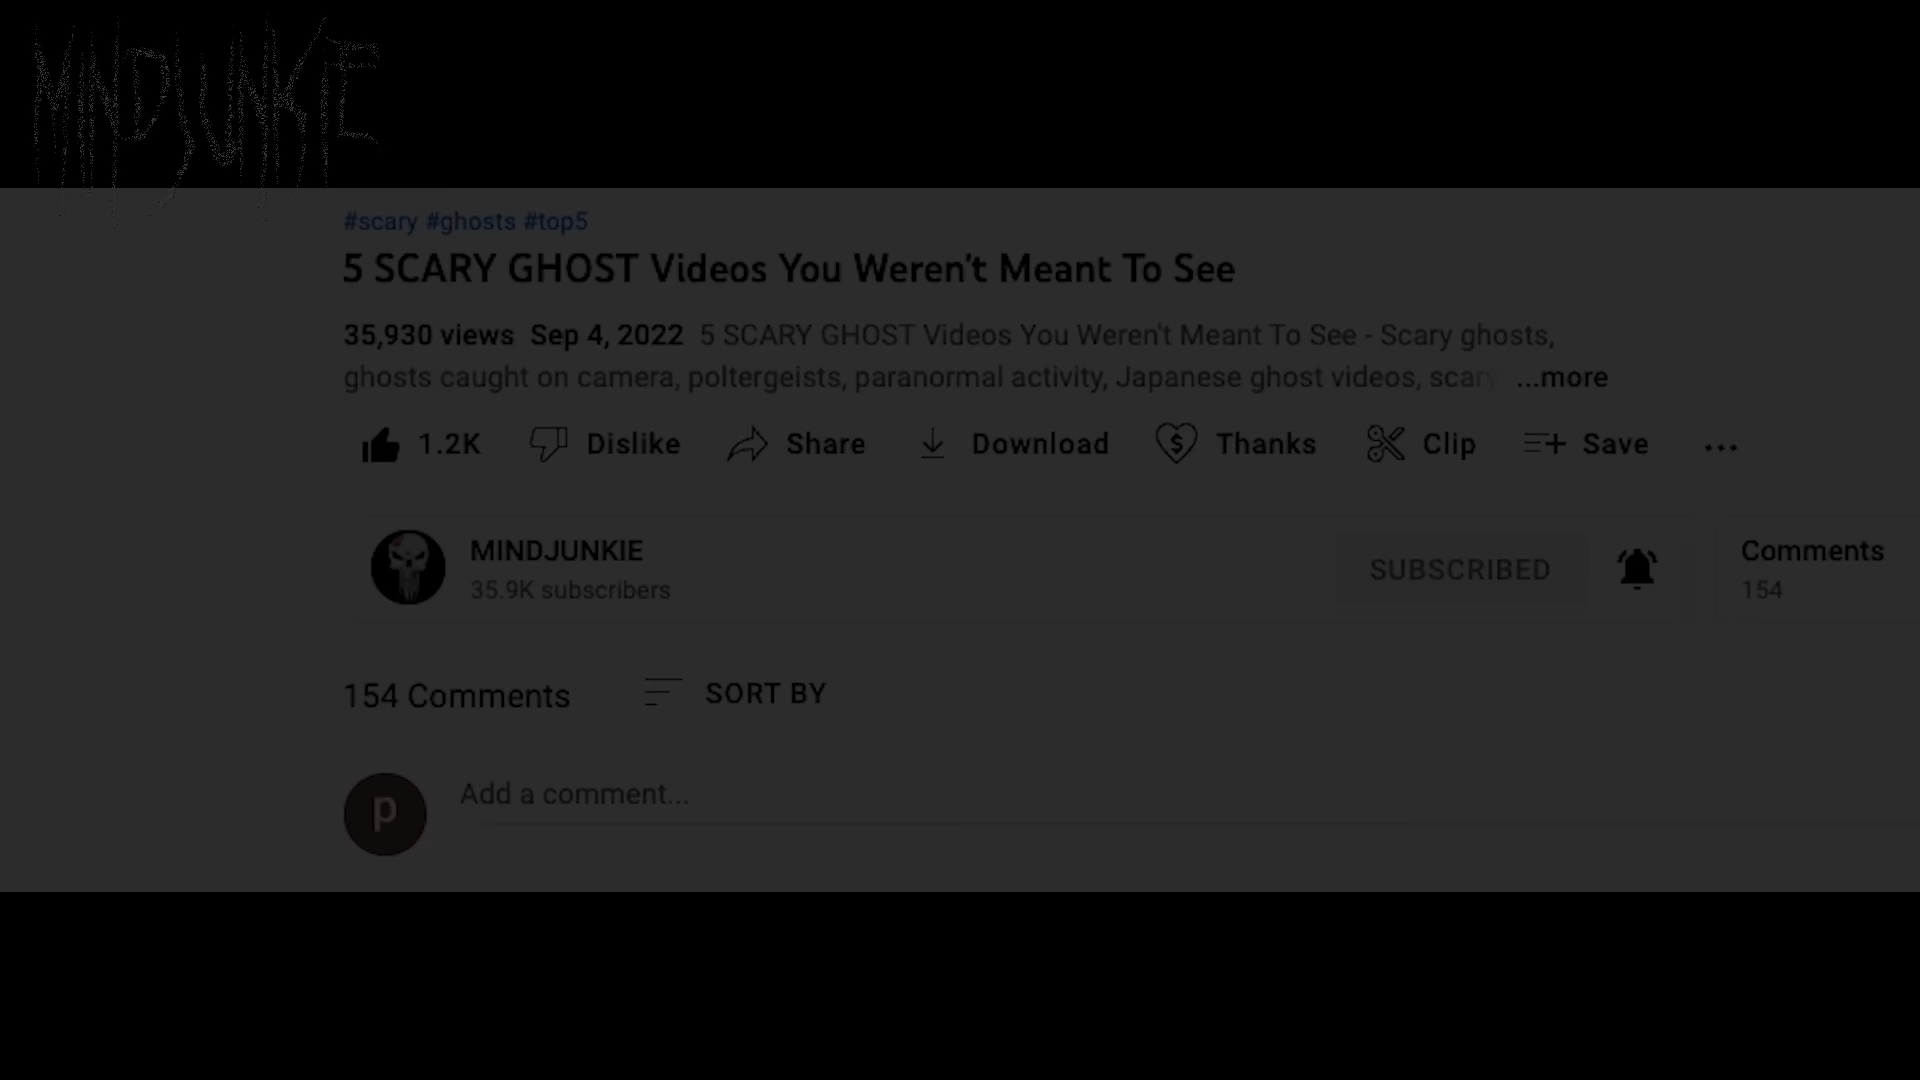 MINDJUNKIE
#scary #ghosts #top5
5 SCARY GHOST Videos You Weren't Meant To See
35,930 views Sep 4, 2022 5 SCARY GHOST Videos You Weren't Meant To See - Scary ghosts,
ghosts caught on camera, poltergeists, paranormal activity, Japanese ghost videos, scary ...more
1.2K Dislike Share Download Thanks Clip Save ...
MINDJUNKIE
35.9K subscribers
SUBSCRIBED
Comments
154
154 Comments SORT BY
P
Add a comment...